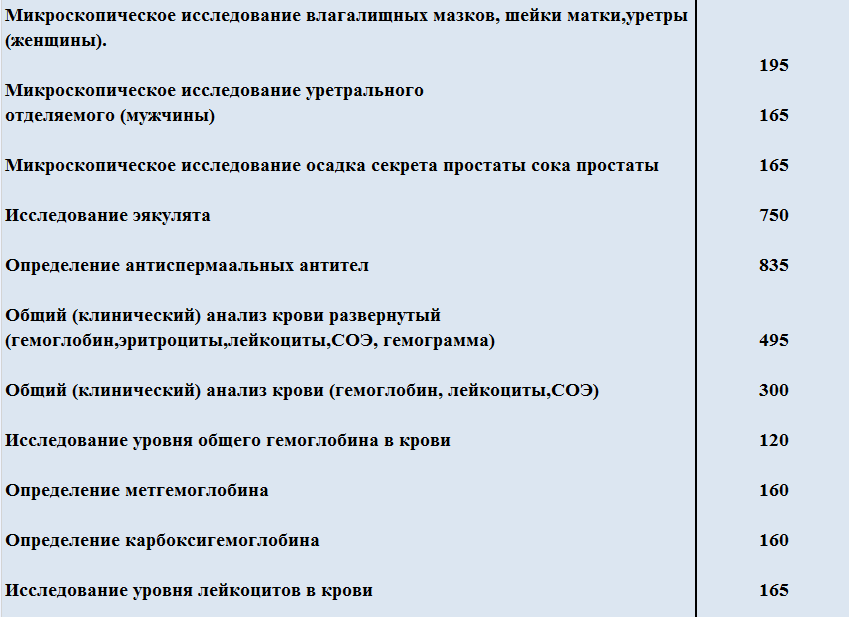 Микроскопическое исследование влагалищных мазков, шейки матки,уретры
(женщины).
195
Микроскопическое исследование уретрального
отделяемого (мужчины) 165
Микроскопическое исследование осадка секрета простаты сока простаты 165
Исследование эякулята 750
Определение антиспермаальных антител 835
Общий (клинический) анализ крови развернутый
(гемоглобин,эритроциты,лейкоциты,СОЭ, гемограмма) 495
Общий (клинический) анализ крови (гемоглобин, лейкоциты,СОЭ) 300
Исследование уровня общего гемоглобина в крови 120
Определение метгемоглобина 160
Определение карбоксигемоглобина 160
Исследование уровня лейкоцитов в крови 165